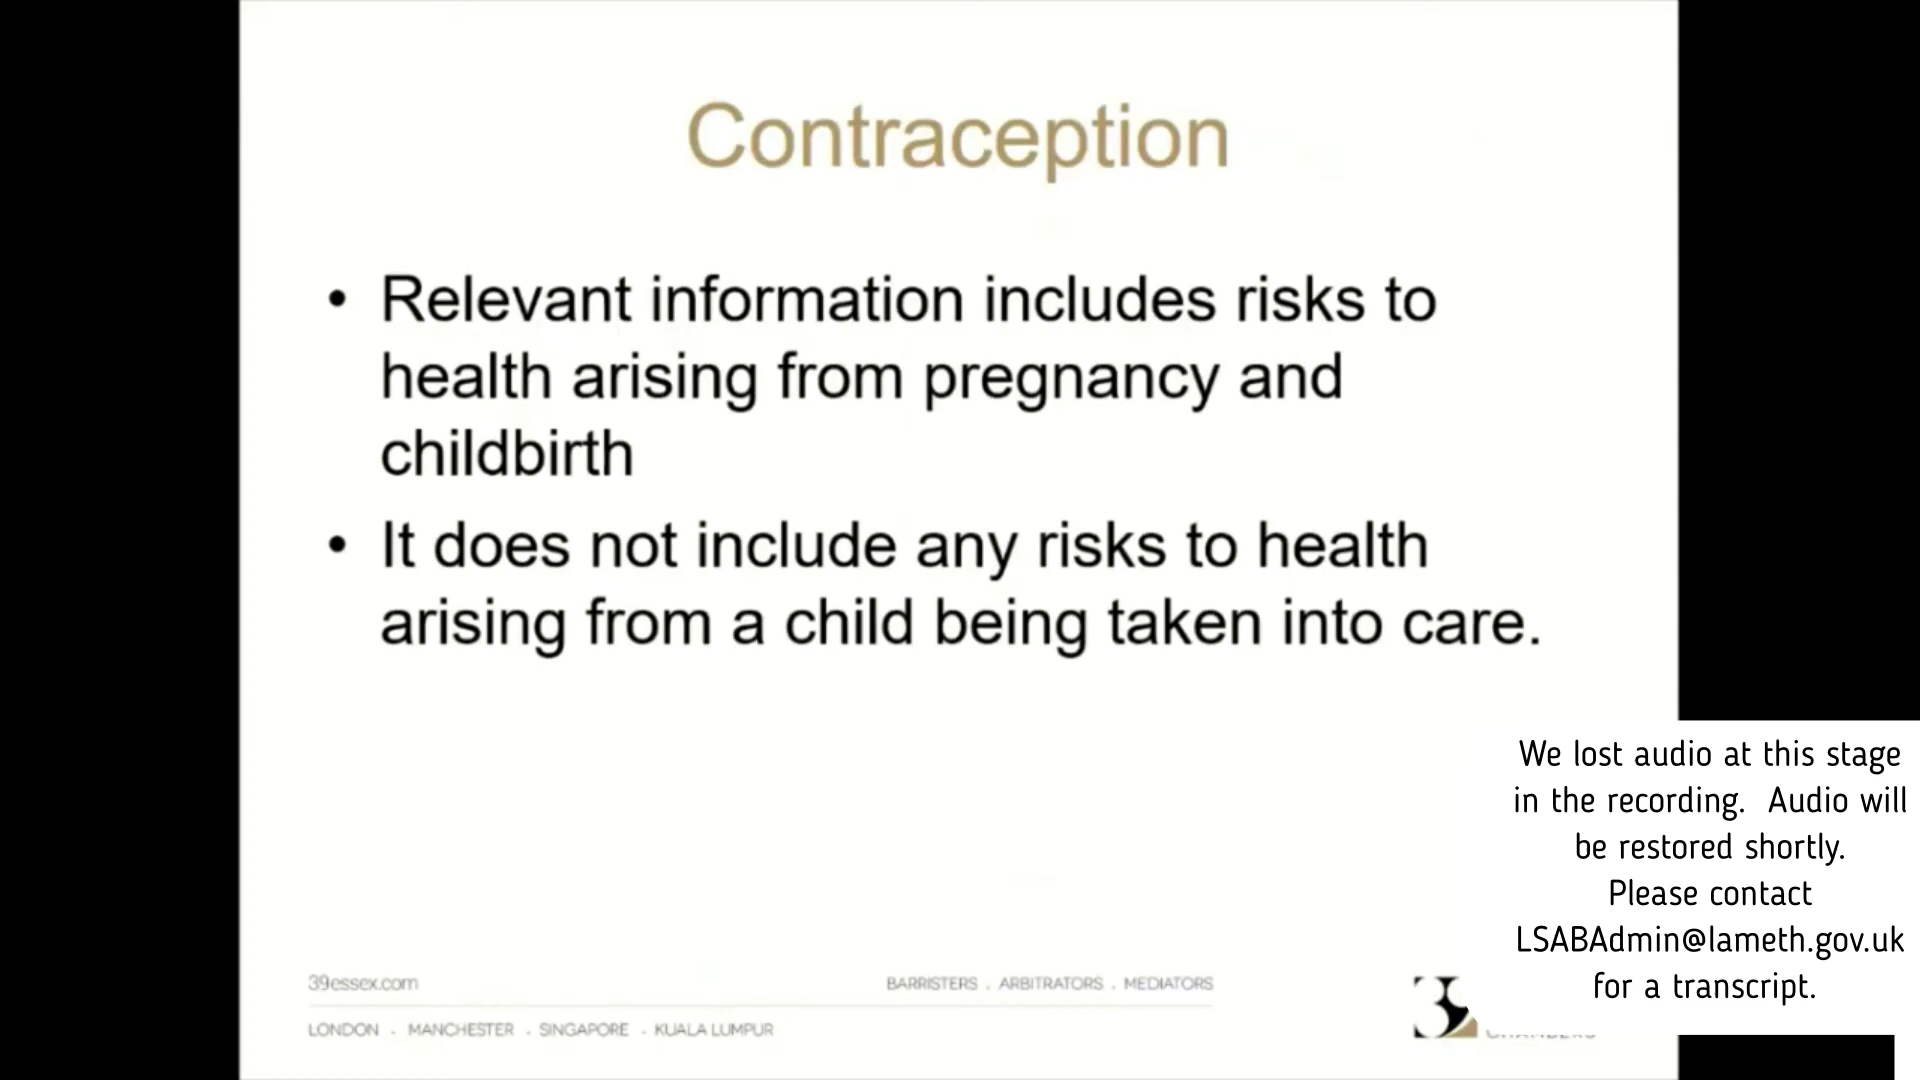 Contraception
• Relevant information includes risks to
health arising from pregnancy and
childbirth
• It does not include any risks to health
arising from a child being taken into care.
We lost audio at this stage
in the recording. Audio will
be restored shortly.
Please contact
LSABAdmin@lameth.gov.uk
for a transcript.
39essex.com
BARRISTERS . ARBITRATORS . MEDIATORS
LONDON . MANCHESTER . SINGAPORE . KUALA LUMPUR
39